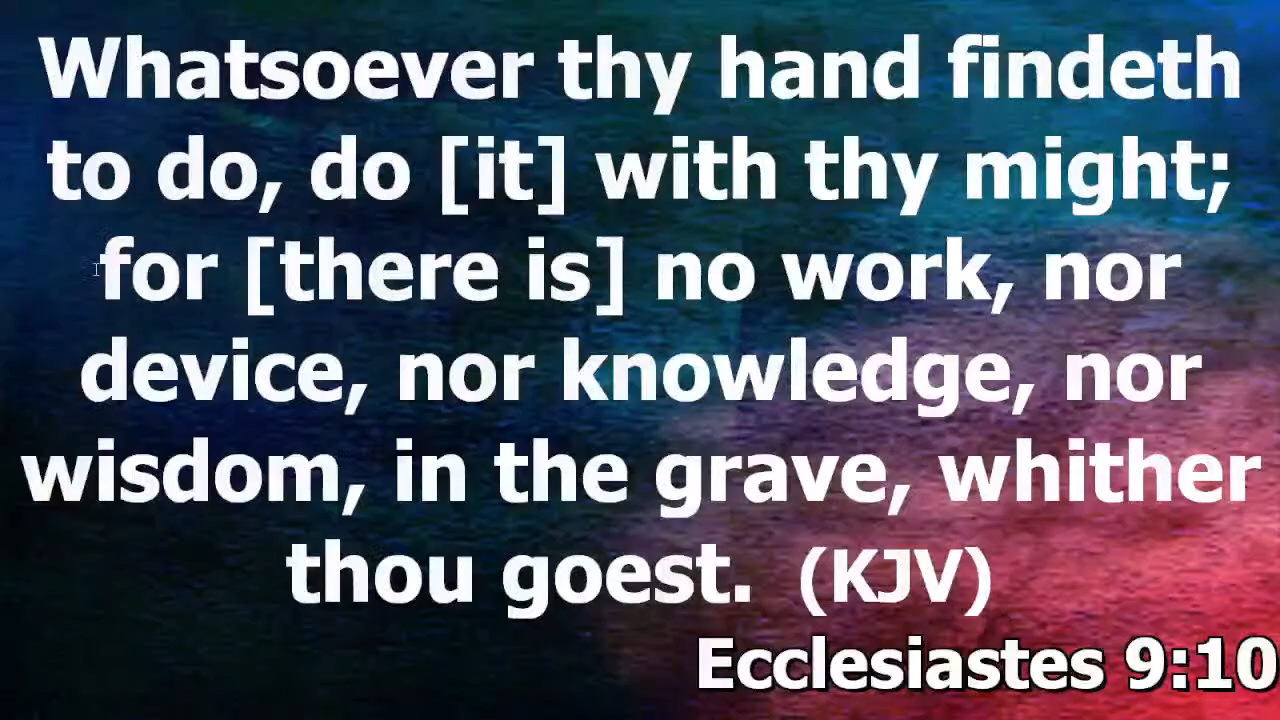 Whatsoever thy hand findeth
to do, do [it] with thy might;
for [there is] no work, nor
device, nor knowledge, nor
wisdom, in the grave, whither
thou goest. (KJV)
Ecclesiastes 9:10